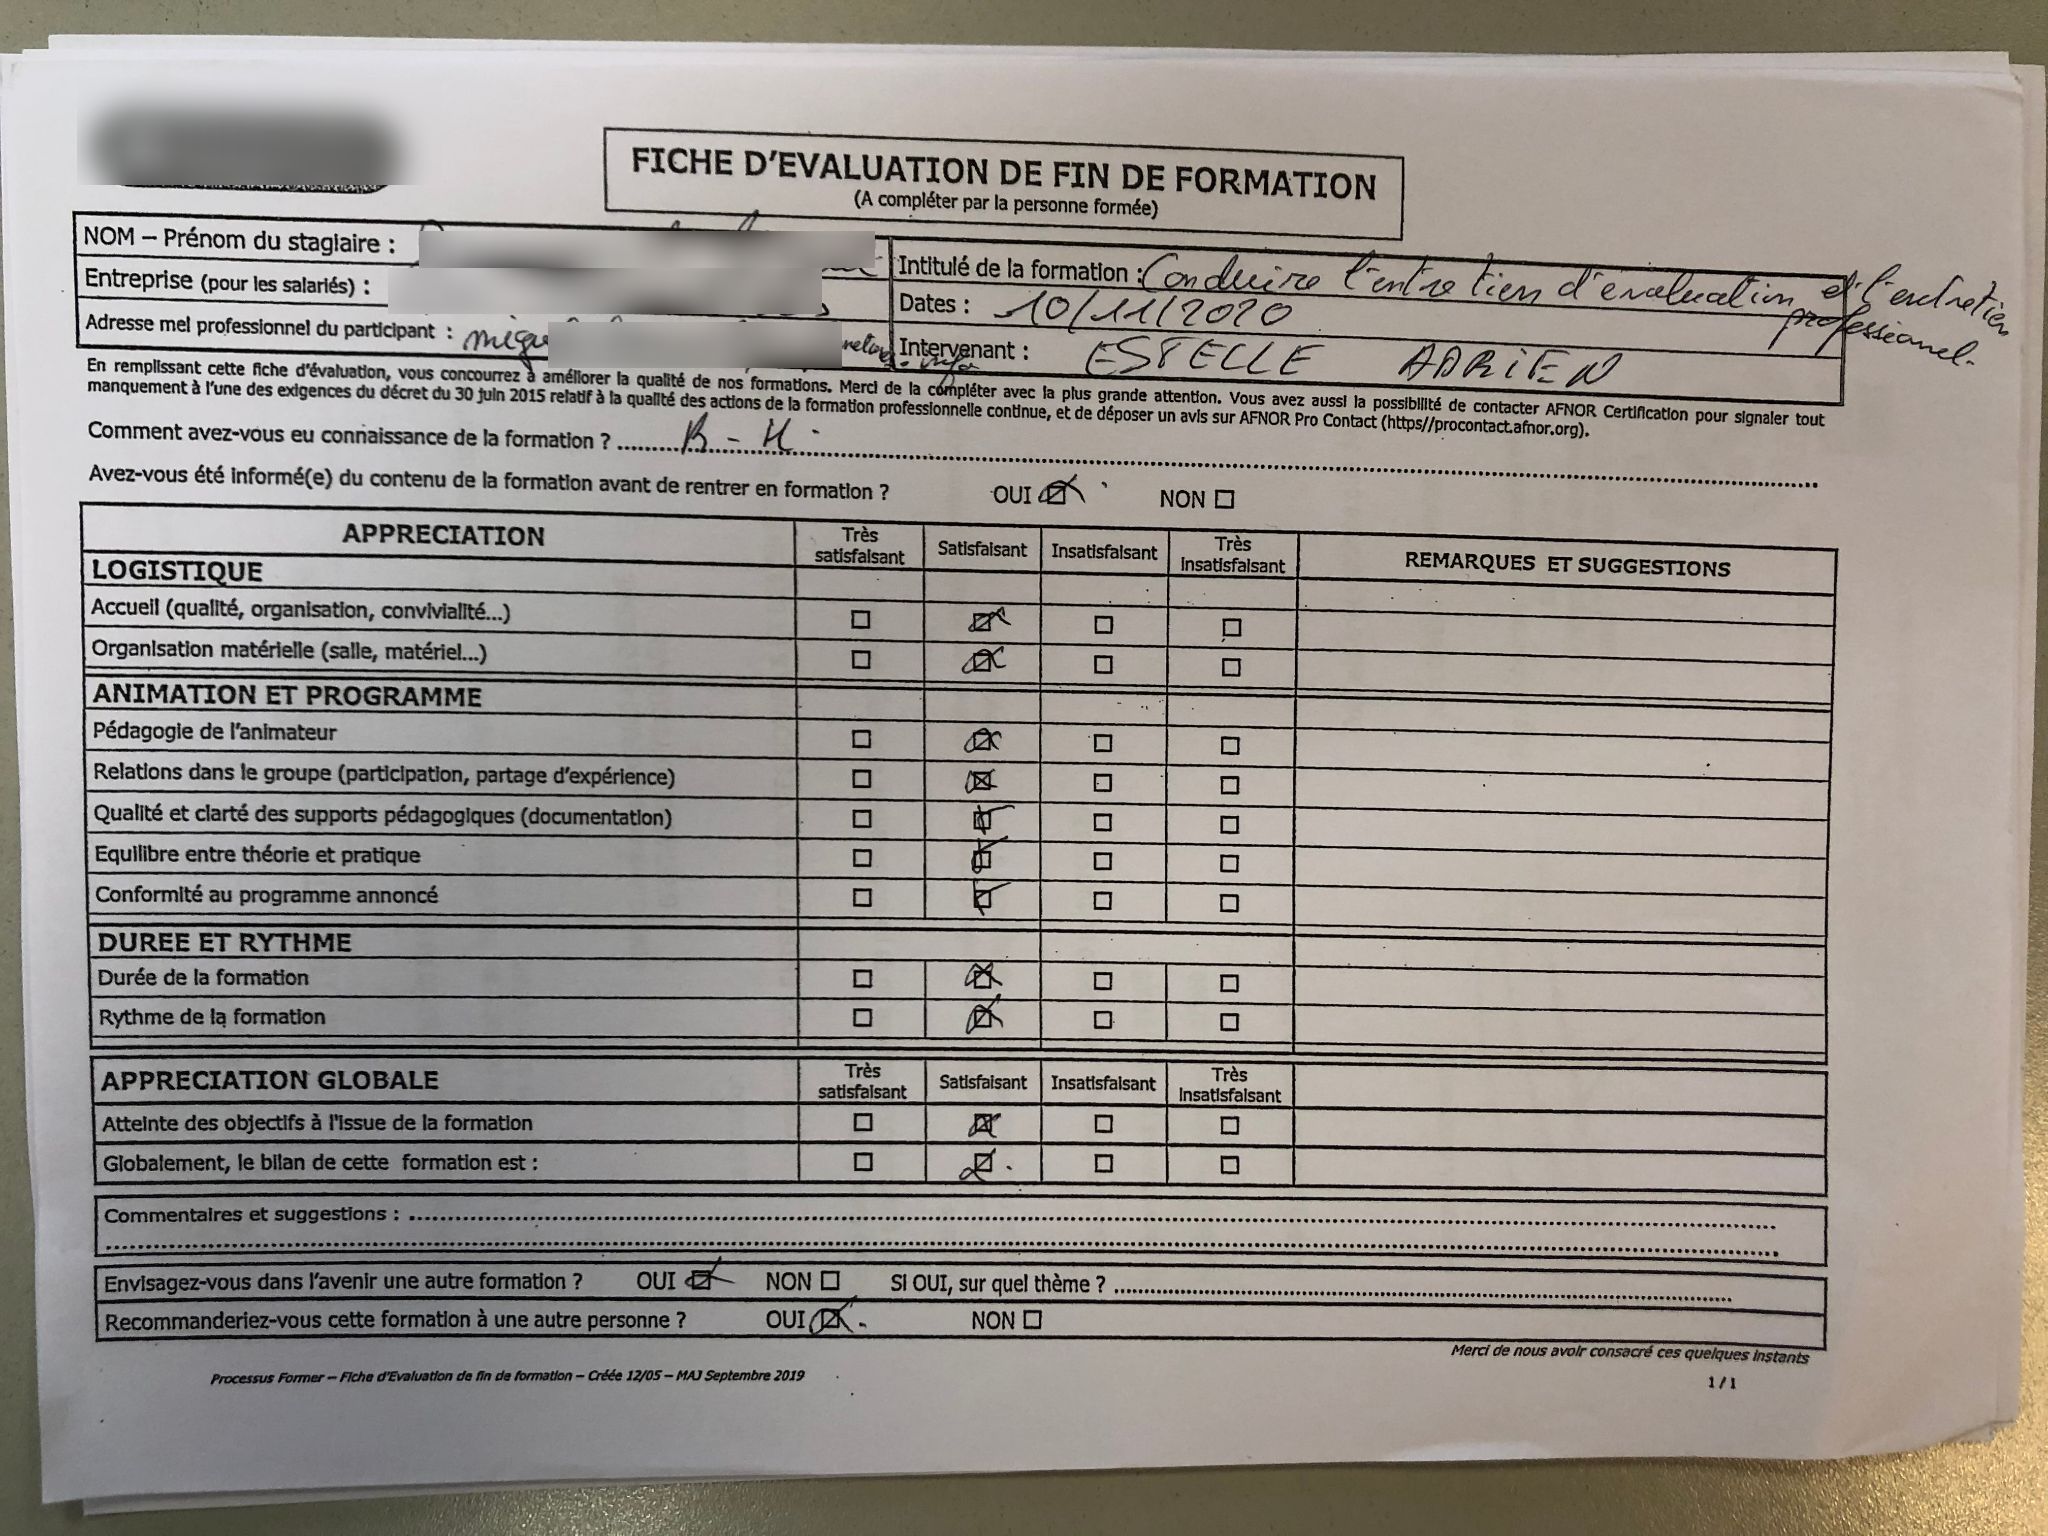 FICHE D'EVALUATION DE FIN DE FORMATION
(A compléter par la personne formée)
NOM – Prénom du stagiaire :
Entreprise (pour les salariés) :
Adresse mel professionnel du participant :
Intitulé de la formation : Conduire l'entretien d'évaluation et l'entretien
professionnel.
Dates : 10/11/2020
Intervenant : ESTELLE ADRIEN
En remplissant cette fiche d'évaluation, vous concourrez à améliorer la qualité de nos formations. Merci de la compléter avec la plus grande attention. Vous avez aussi la possibilité de contacter AFNOR Certification pour signaler tout
manquement à l'une des exigences du décret du 30 juin 2015 relatif à la qualité des actions de la formation professionnelle continue, et de déposer un avis sur AFNOR Pro Contact (https//procontact.afnor.org).
Comment avez-vous eu connaissance de la formation ?
Avez-vous été informé(e) du contenu de la formation avant de rentrer en formation ? OUI ☒ NON ☐
APPRECIATION Très satisfaisant Satisfaisant Insatisfaisant Très Insatisfaisant REMARQUES ET SUGGESTIONS
LOGISTIQUE
Accueil (qualité, organisation, convivialité...) ☐ ☒ ☐ ☐
Organisation matérielle (salle, matériel...) ☐ ☒ ☐ ☐
ANIMATION ET PROGRAMME
Pédagogie de l'animateur ☐ ☒ ☐ ☐
Relations dans le groupe (participation, partage d'expérience) ☐ ☒ ☐ ☐
Qualité et clarté des supports pédagogiques (documentation) ☐ ☒ ☐ ☐
Equilibre entre théorie et pratique ☐ ☒ ☐ ☐
Conformité au programme annoncé ☐ ☒ ☐ ☐
DUREE ET RYTHME
Durée de la formation ☐ ☒ ☐ ☐
Rythme de la formation ☐ ☒ ☐ ☐
APPRECIATION GLOBALE Très satisfaisant Satisfaisant Insatisfaisant Très Insatisfaisant
Atteinte des objectifs à l'issue de la formation ☐ ☒ ☐ ☐
Globalement, le bilan de cette formation est : ☐ ☒ ☐ ☐
Commentaires et suggestions :
Envisagez-vous dans l'avenir une autre formation ? OUI ☒ NON ☐ SI OUI, sur quel thème ?
Recommanderiez-vous cette formation à une autre personne ? OUI ☒ NON ☐
Merci de nous avoir consacré ces quelques instants
Processus Former – Fiche d'Evaluation de fin de formation – Créée 12/05 – MAJ Septembre 2019
1/1